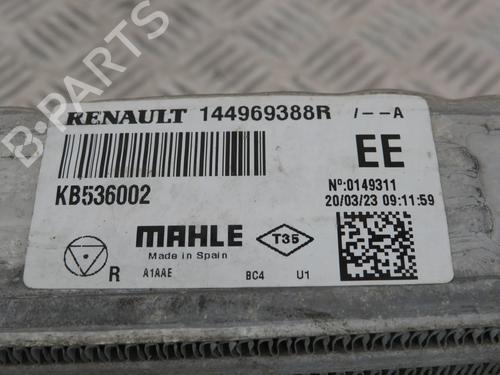 B-PARTS
RENAULT 144969388R /--A
EE
KB536002
Nº:0149311
20/03/23 09:11:59
MAHLE
Made in Spain
T35
R A1AAE BC4 U1